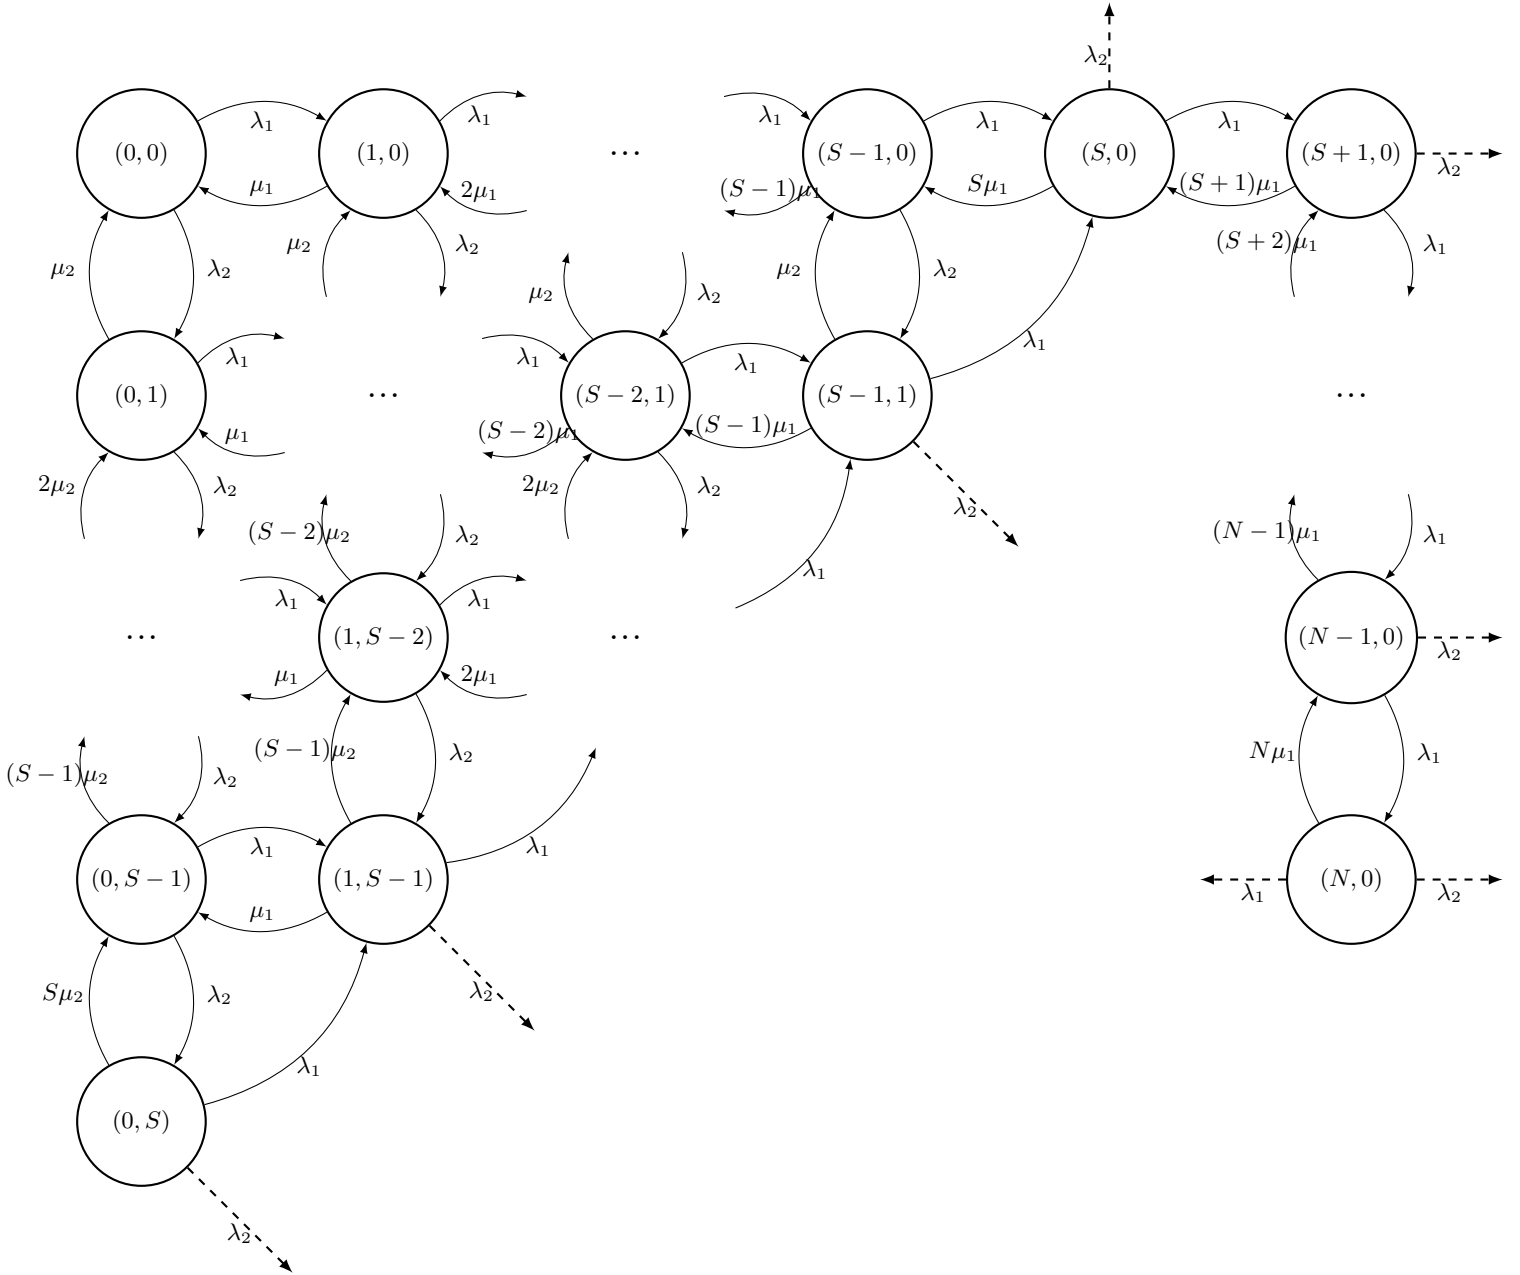 λ₂
(0, 0) λ₁ μ₁ (1, 0) λ₁ 2μ₁ ... λ₁ (S − 1)μ₁ (S − 1, 0) λ₁ Sμ₁ (S, 0) λ₁ (S + 1)μ₁ (S + 1, 0) λ₂
μ₂ λ₂ μ₂ λ₂ μ₂ λ₂ μ₂ λ₂ (S + 2)μ₁ λ₁
(0, 1) λ₁ μ₁ ... λ₁ (S − 2)μ₁ (S − 2, 1) λ₁ (S − 1)μ₁ (S − 1, 1) λ₁ ...
2μ₂ λ₂ (S − 2)μ₂ λ₂ 2μ₂ λ₂ λ₁ λ₂ (N − 1)μ₁ λ₁
... λ₁ μ₁ (1, S − 2) λ₁ 2μ₁ ... (N − 1, 0) λ₂
(S − 1)μ₂ λ₂ (S − 1)μ₂ λ₂ Nμ₁ λ₁
(0, S − 1) λ₁ μ₁ (1, S − 1) λ₁ λ₁ (N, 0) λ₂
Sμ₂ λ₂ λ₁ λ₂
(0, S)
λ₂